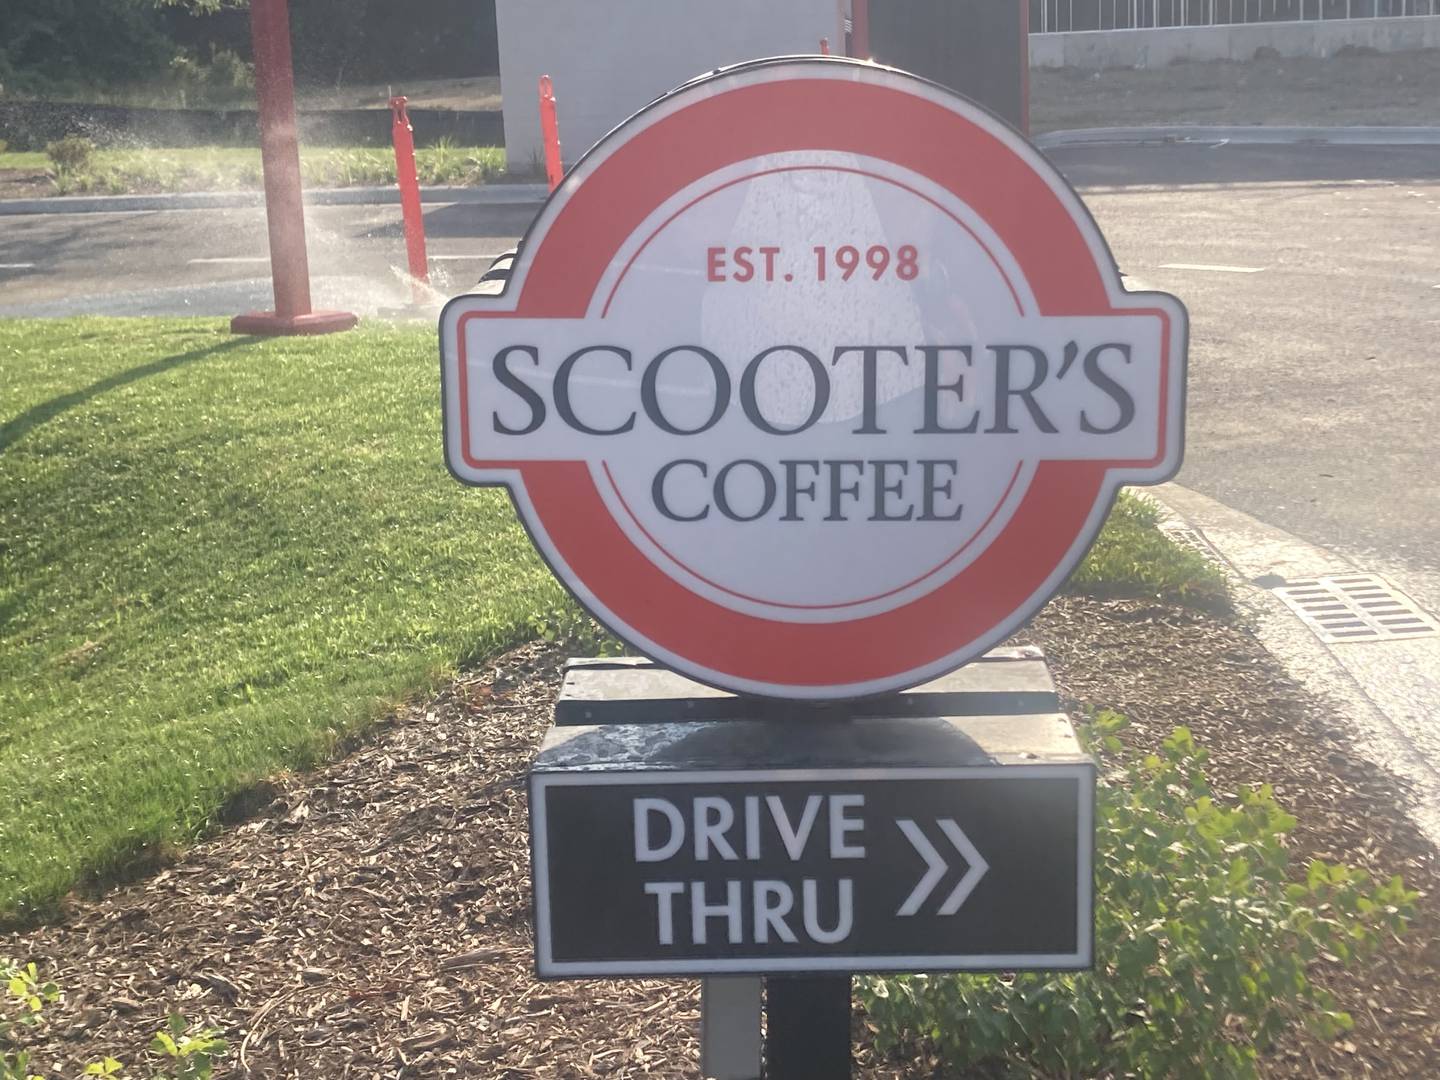 EST. 1998
SCOOTER'S
COFFEE
DRIVE
THRU